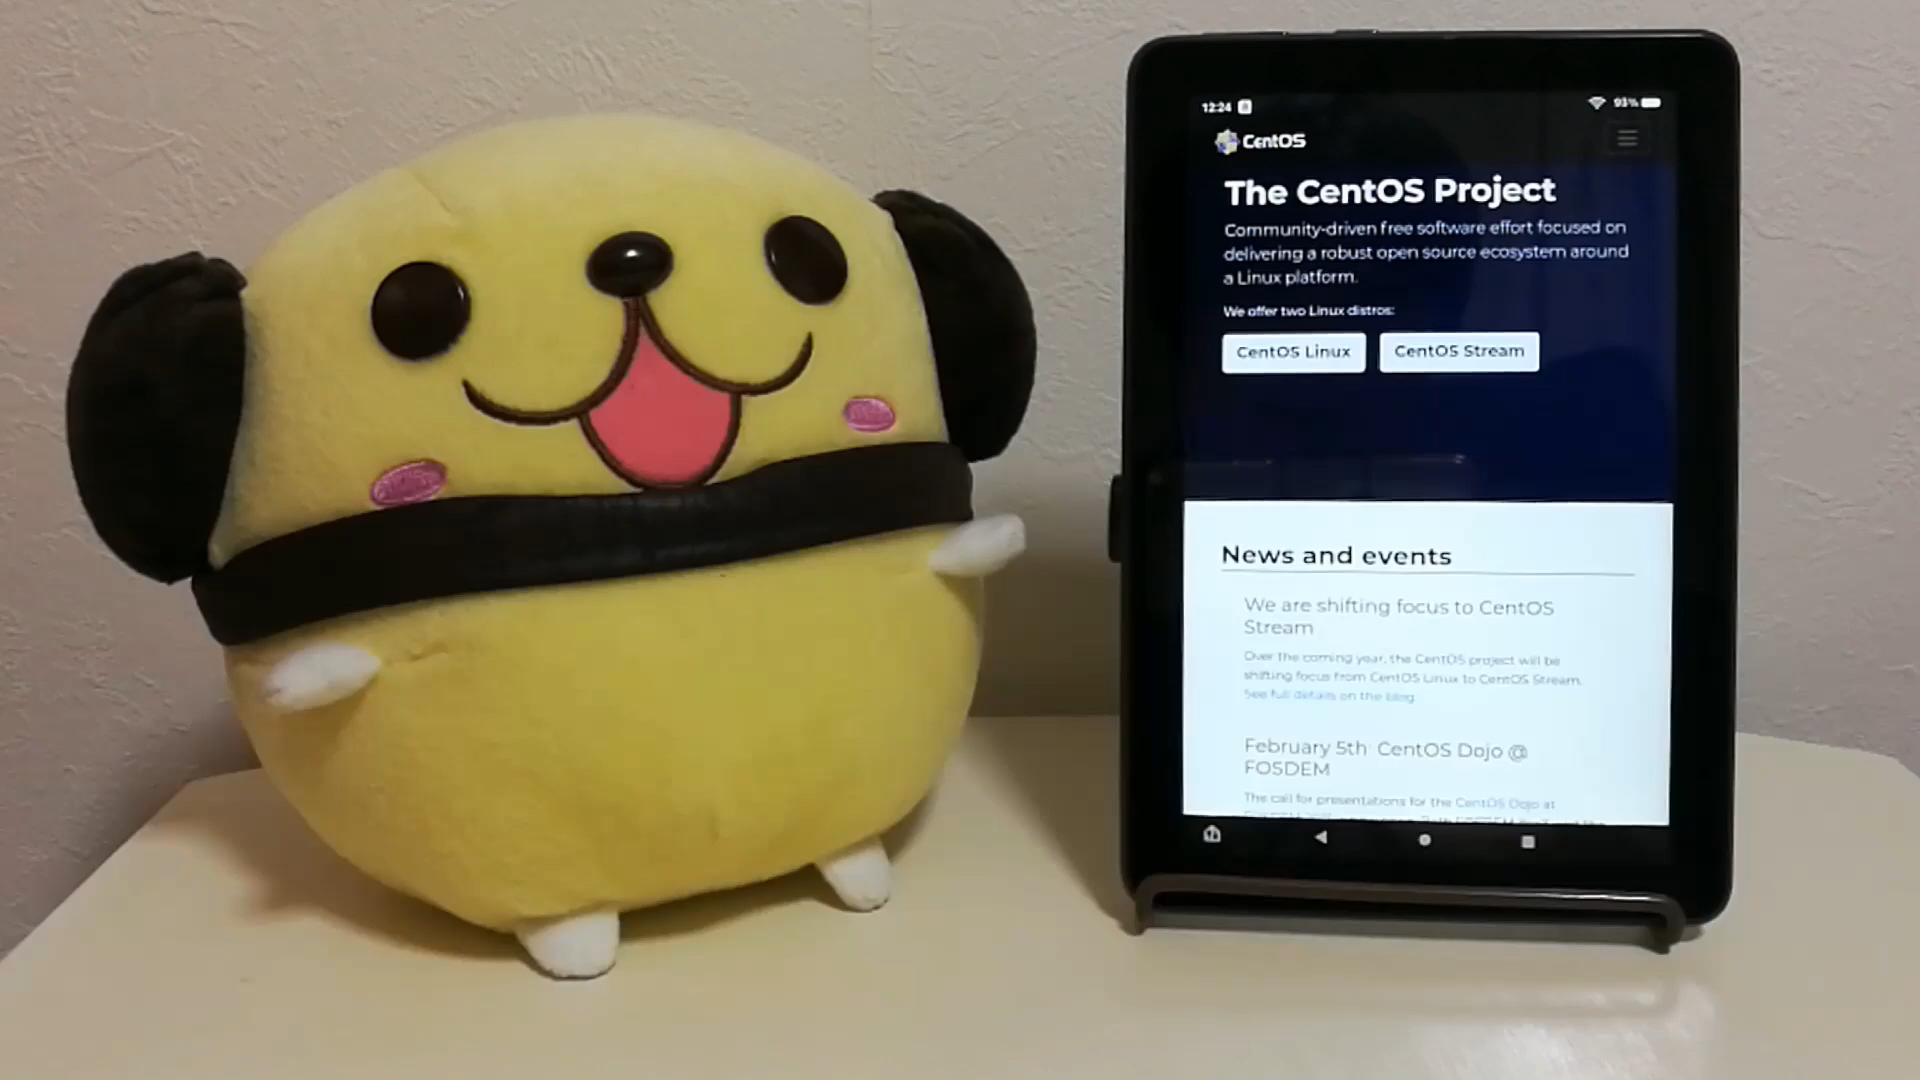 12:24
93%
CentOS
The CentOS Project
Community-driven free software effort focused on
delivering a robust open source ecosystem around
a Linux platform.
We offer two Linux distros:
CentOS Linux
CentOS Stream
News and events
We are shifting focus to CentOS
Stream
Over the coming year, the CentOS project will be
shifting focus from CentOS Linux to CentOS Stream.
See full details on the blog.
February 5th: CentOS Dojo @
FOSDEM
The call for presentations for the CentOS Dojo at